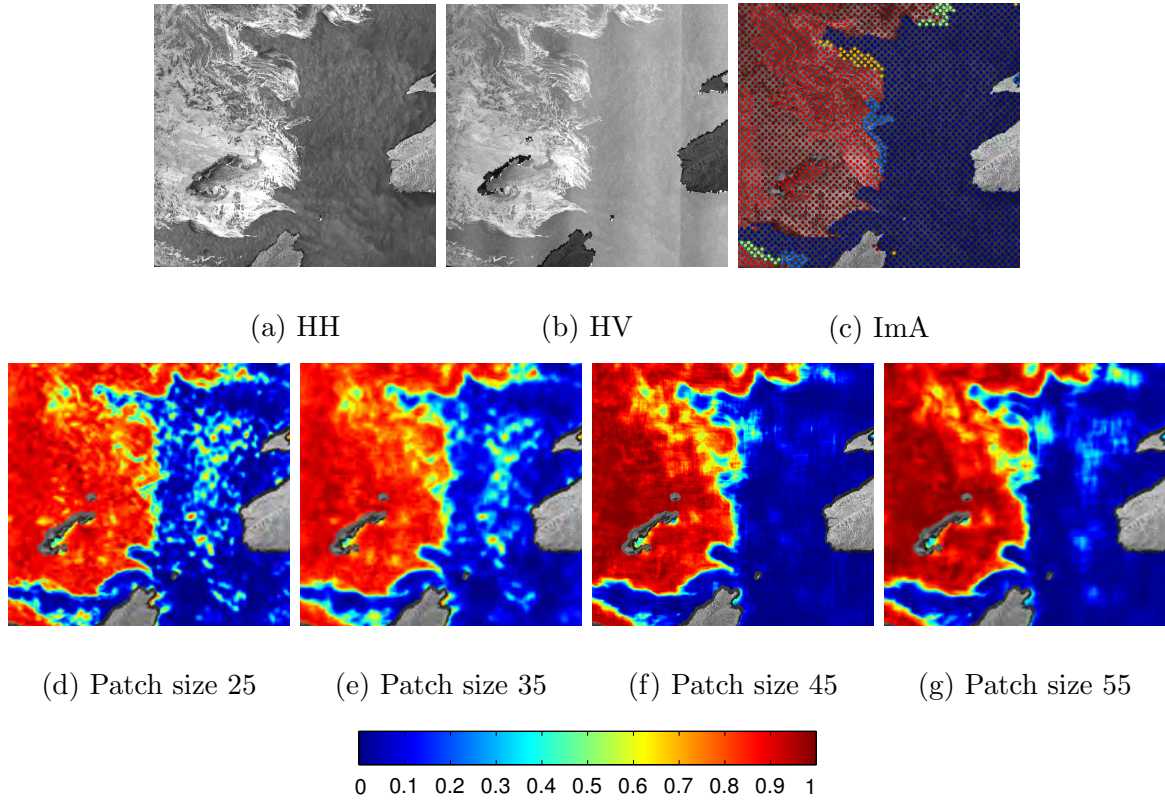 (a) HH (b) HV (c) ImA
(d) Patch size 25 (e) Patch size 35 (f) Patch size 45 (g) Patch size 55
0 0.1 0.2 0.3 0.4 0.5 0.6 0.7 0.8 0.9 1